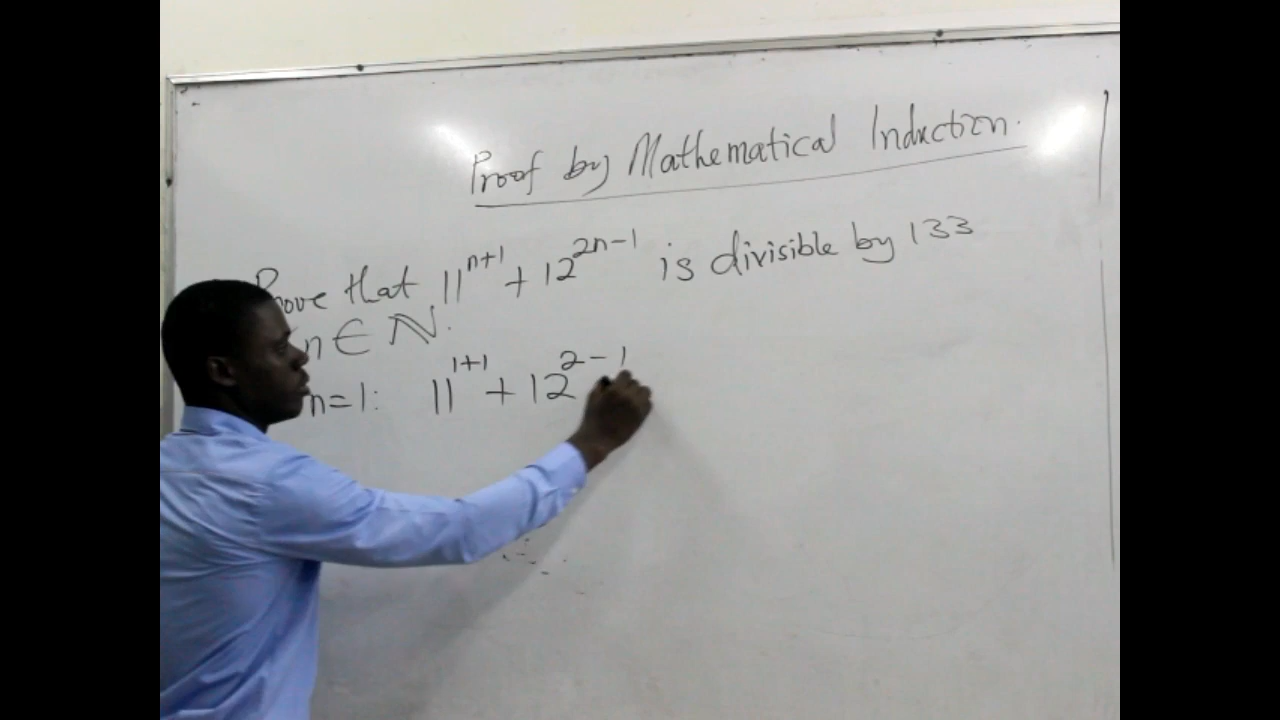 Proof by Mathematical Induction.
Prove that 11^{n+1} + 12^{2n-1} is divisible by 133
n ∈ ℕ.
n=1: 11^{1+1} + 12^{2-1}